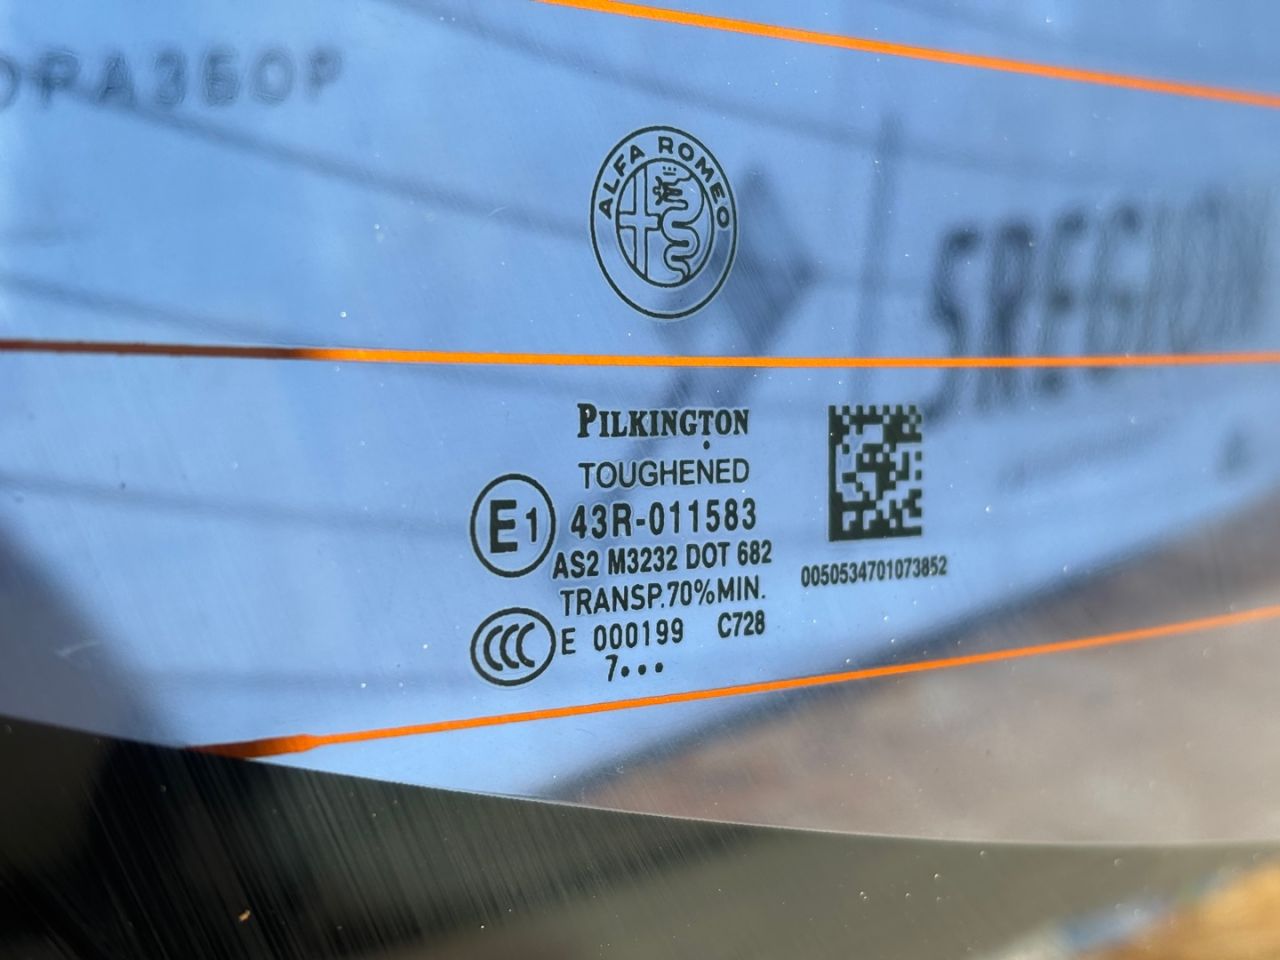 ALFA ROMEO
PILKINGTON
TOUGHENED
E1 43R-011583
AS2 M3232 DOT 682
TRANSP.70%MIN.
CCC E 000199 C728
7•••
0050534701073852